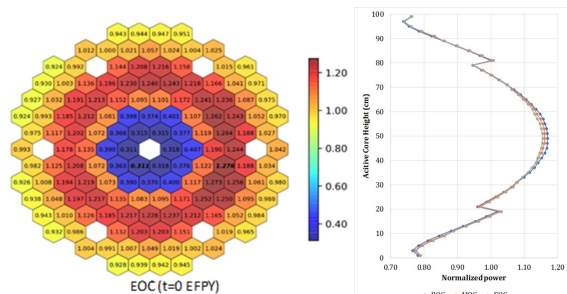 0.943 0.944 0.947 0.951
1.012 1.000 1.021 1.057 1.024 1.004 1.025
0.924 0.996 1.144 1.208 1.216 1.158 1.015 0.961
0.930 1.003 1.136 1.196 1.230 1.240 1.243 1.168 1.026 0.975
0.927 1.032 1.191 1.217 1.152 1.091 1.101 1.172 1.241 1.236 1.087 0.975
0.924 0.993 1.185 1.212 1.081 0.398 0.374 0.401 1.107 1.262 1.243 1.052 0.970
0.975 1.117 1.202 1.072 0.368 0.315 0.315 0.377 1.119 1.264 1.188 1.027
0.993 1.178 1.135 0.390 0.311 0.318 0.407 1.190 1.244 1.042
0.982 1.125 1.208 1.072 0.363 0.312 0.318 0.376 1.122 1.276 1.188 1.034
0.926 1.008 1.194 1.219 1.073 0.390 0.370 0.400 1.117 1.273 1.256 1.061 0.980
0.938 1.048 1.197 1.217 1.135 1.083 1.095 1.171 1.252 1.250 1.095 0.988
0.943 1.010 1.126 1.185 1.217 1.228 1.237 1.212 1.165 1.052 0.984
0.932 0.986 1.132 1.203 1.203 1.151 1.019 0.965
1.004 0.991 1.007 1.049 1.019 1.002 1.024
0.928 0.939 0.942 0.945
EOC (t=0 EFPY)
1.20
1.00
0.80
0.60
0.40
Active Core Height (cm)
100
90
80
70
60
50
40
30
20
10
0
0.70 0.80 0.90 1.00 1.10 1.20
Normalized power